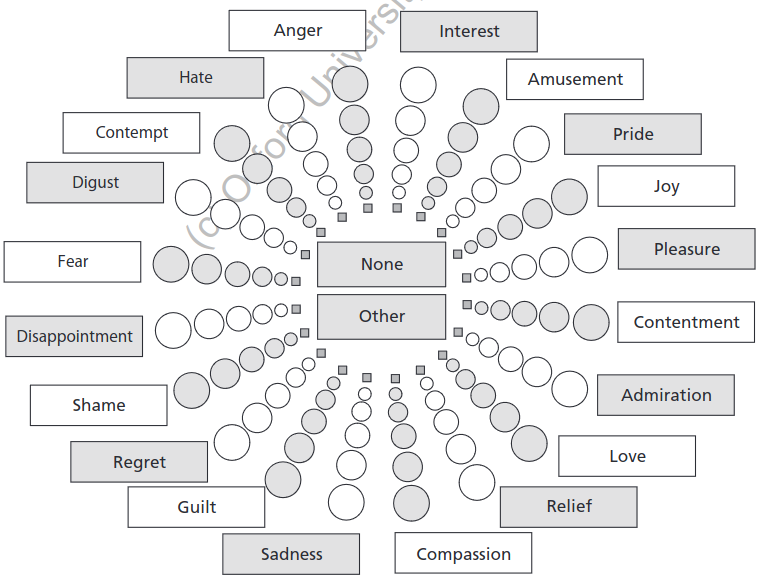 Anger
Interest
Hate
Amusement
Contempt
Pride
Digust
Joy
Fear
None
Pleasure
Disappointment
Other
Contentment
Shame
Admiration
Regret
Love
Guilt
Relief
Sadness
Compassion
(c) Oxford Universi